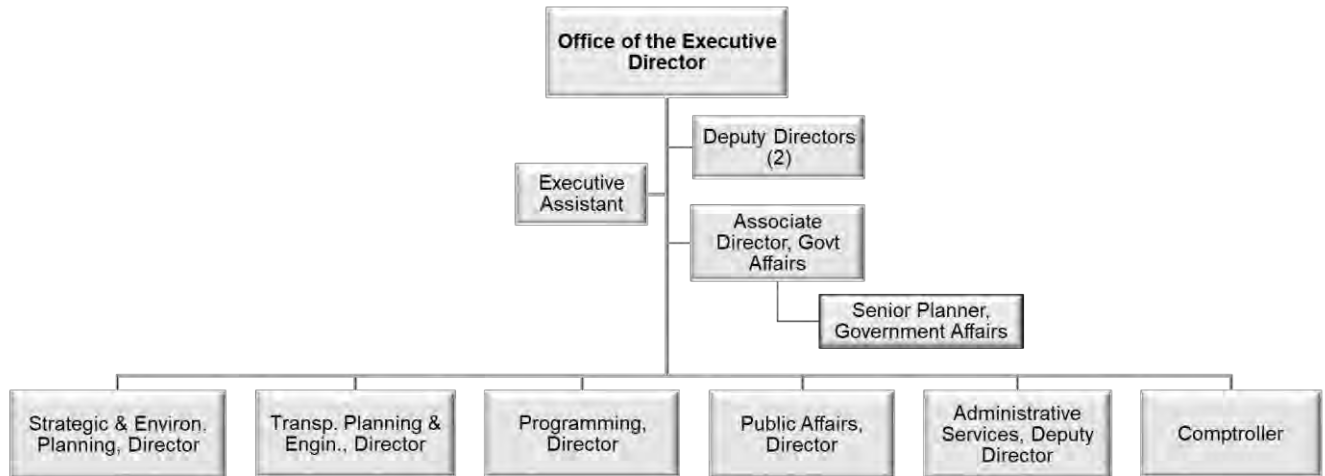 Office of the Executive
Director
Deputy Directors
(2)
Executive
Assistant
Associate
Director, Govt
Affairs
Senior Planner,
Government Affairs
Strategic & Environ.
Planning, Director
Transp. Planning &
Engin., Director
Programming,
Director
Public Affairs,
Director
Administrative
Services, Deputy
Director
Comptroller